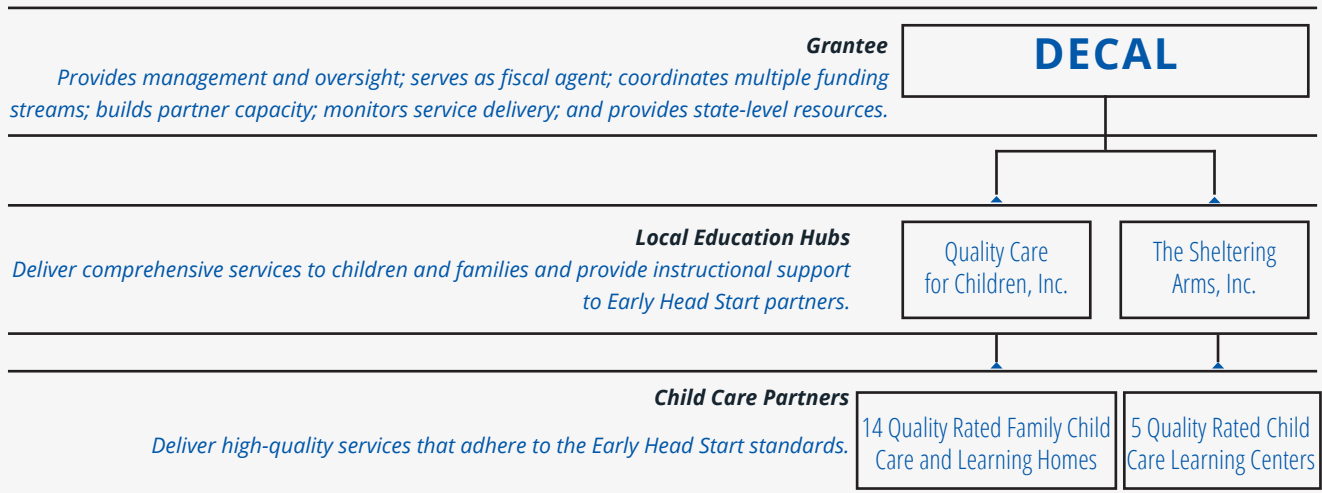 Grantee
Provides management and oversight; serves as fiscal agent; coordinates multiple funding
streams; builds partner capacity; monitors service delivery; and provides state-level resources.
DECAL
Local Education Hubs
Deliver comprehensive services to children and families and provide instructional support
to Early Head Start partners.
Quality Care
for Children, Inc.
The Sheltering
Arms, Inc.
Child Care Partners
Deliver high-quality services that adhere to the Early Head Start standards.
14 Quality Rated Family Child
Care and Learning Homes
5 Quality Rated Child
Care Learning Centers